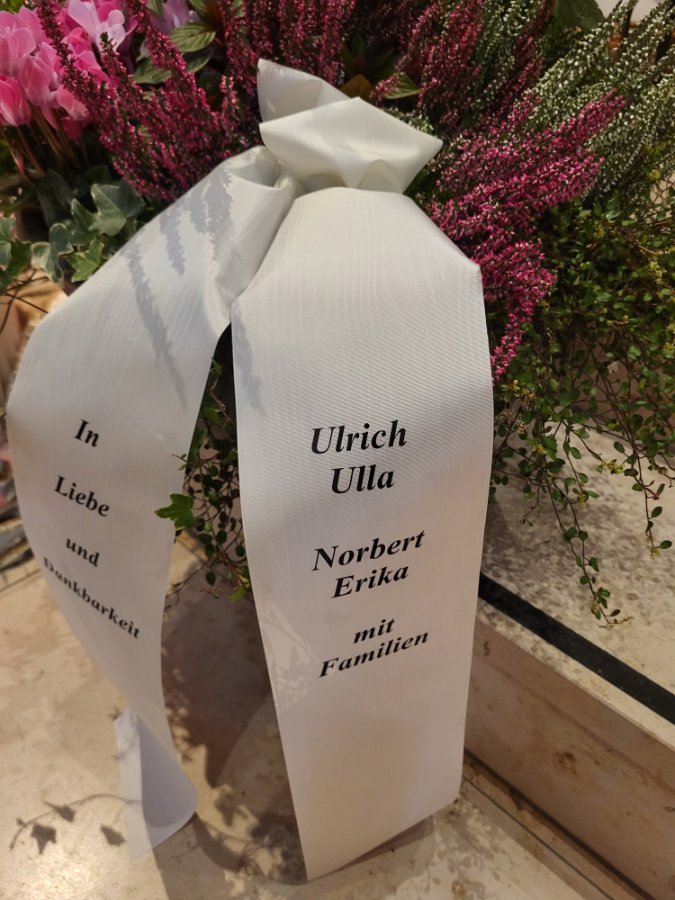 In
Liebe
und
Dankbarkeit
Ulrich
Ulla
Norbert
Erika
mit
Familien